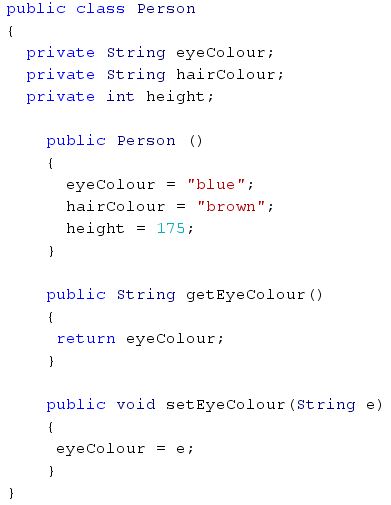 public class Person
{
  private String eyeColour;
  private String hairColour;
  private int height;

    public Person ()
    {
      eyeColour = "blue";
      hairColour = "brown";
      height = 175;
    }

    public String getEyeColour()
    {
     return eyeColour;
    }

    public void setEyeColour(String e)
    {
     eyeColour = e;
    }
}